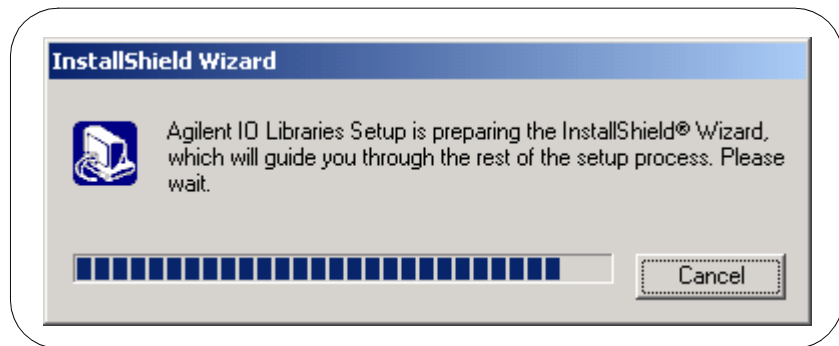 InstallShield Wizard
Agilent IO Libraries Setup is preparing the InstallShield® Wizard,
which will guide you through the rest of the setup process. Please
wait.
Cancel